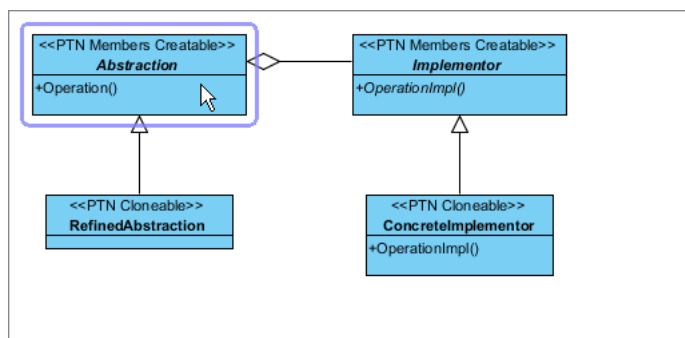 <<PTN Members Creatable>>
Abstraction
+Operation()
<<PTN Members Creatable>>
Implementor
+OperationImpl()
<<PTN Cloneable>>
RefinedAbstraction
<<PTN Cloneable>>
ConcreteImplementor
+OperationImpl()